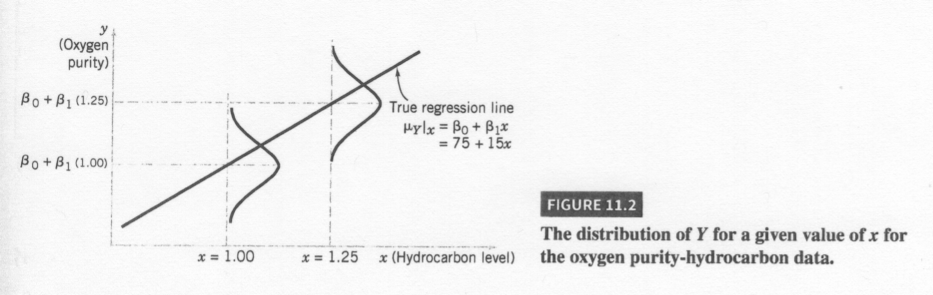 y
(Oxygen
purity)
β₀ + β₁ (1.25)
True regression line
μY|x = β₀ + β₁x
= 75 + 15x
β₀ + β₁ (1.00)
x = 1.00
x = 1.25
x (Hydrocarbon level)
FIGURE 11.2
The distribution of Y for a given value of x for
the oxygen purity-hydrocarbon data.